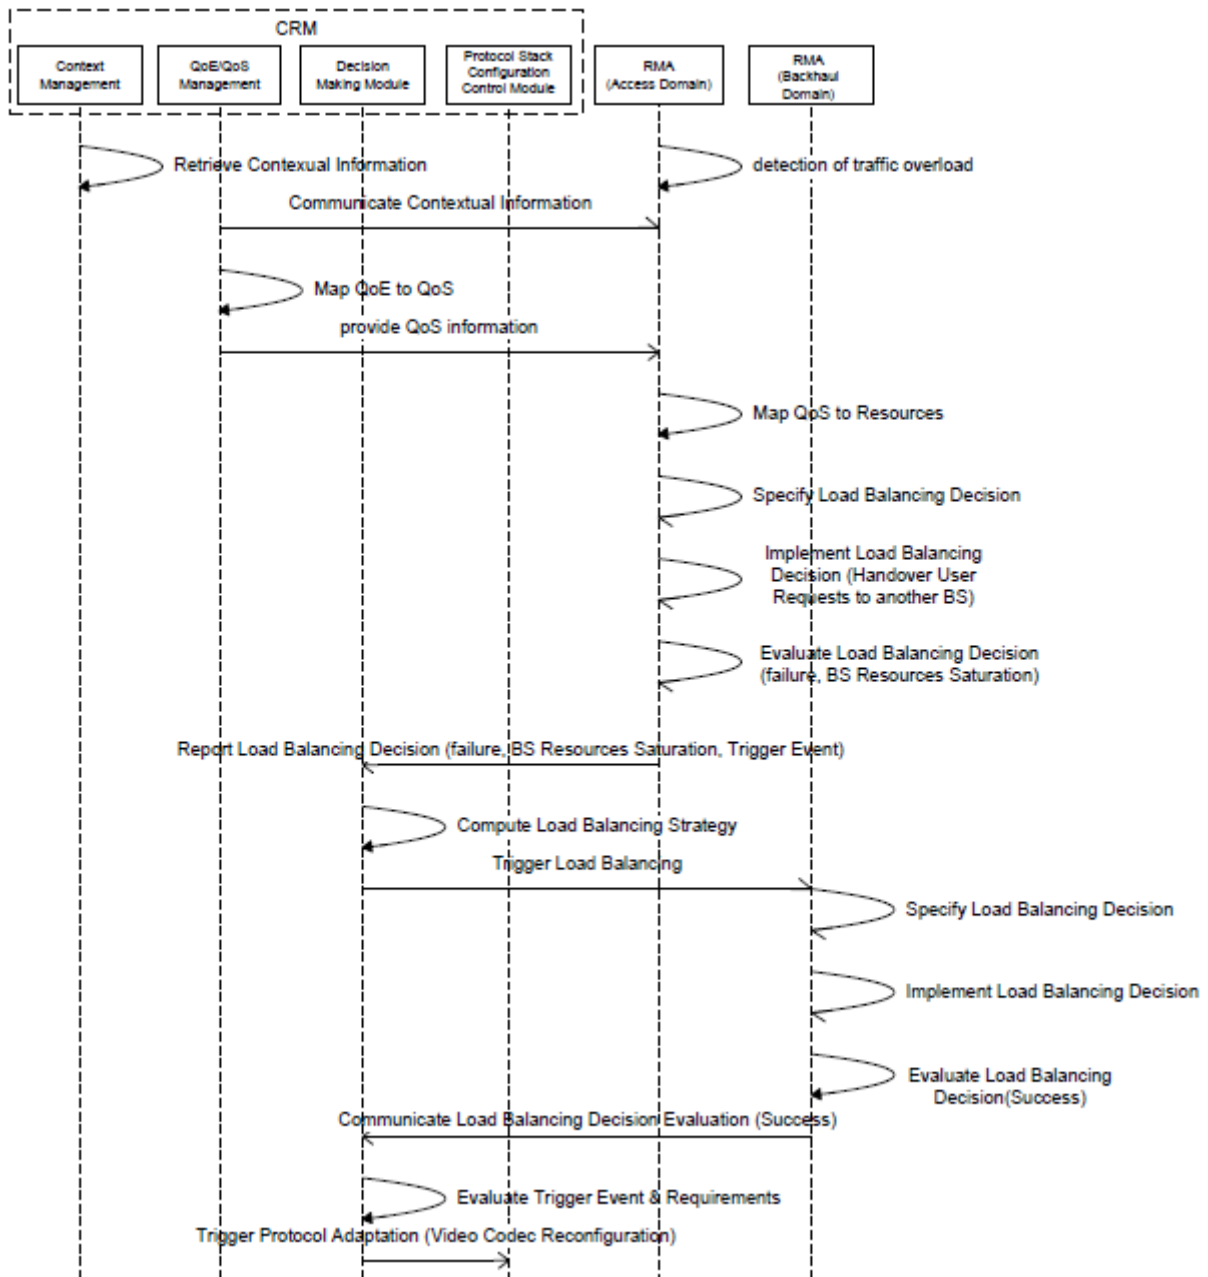 CRM
Context
Management
QoE/QoS
Management
Decision
Making Module
Protocol Stack
Configuration
Control Module
RMA
(Access Domain)
RMA
(Backhaul
Domain)
Retrieve Contexual Information
detection of traffic overload
Communicate Contextual Information
Map QoE to QoS
provide QoS information
Map QoS to Resources
Specify Load Balancing Decision
Implement Load Balancing
Decision (Handover User
Requests to another BS)
Evaluate Load Balancing Decision
(failure, BS Resources Saturation)
Report Load Balancing Decision (failure, BS Resources Saturation, Trigger Event)
Compute Load Balancing Strategy
Trigger Load Balancing
Specify Load Balancing Decision
Implement Load Balancing Decision
Evaluate Load Balancing
Decision(Success)
Communicate Load Balancing Decision Evaluation (Success)
Evaluate Trigger Event & Requirements
Trigger Protocol Adaptation (Video Codec Reconfiguration)